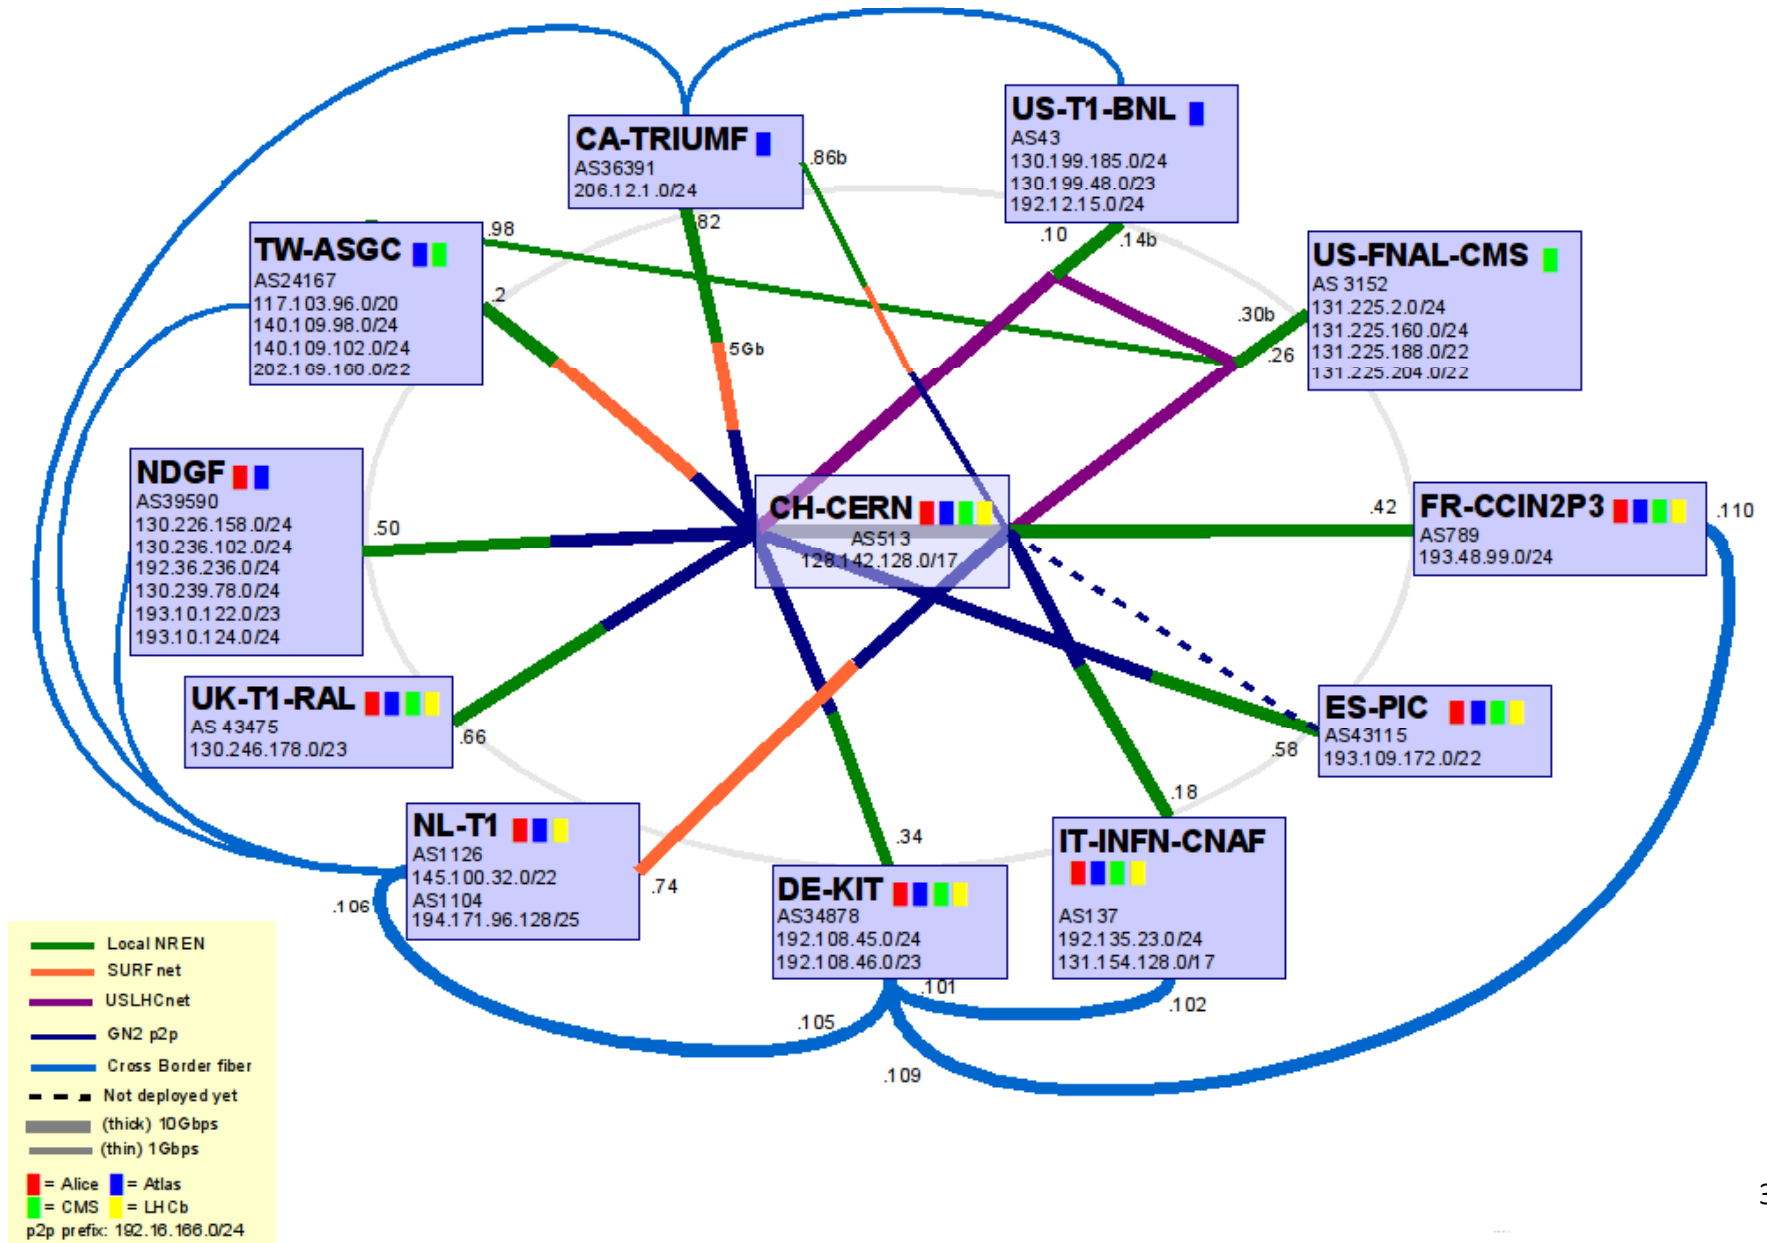 CA-TRIUMF
AS36391
206.12.1.0/24
.86b
.82
5Gb
US-T1-BNL
AS43
130.199.185.0/24
130.199.48.0/23
192.12.15.0/24
.10
.14b
TW-ASGC
AS24167
117.103.96.0/20
140.109.98.0/24
140.109.102.0/24
202.169.168.0/22
.98
.2
US-FNAL-CMS
AS 3152
131.225.2.0/24
131.225.160.0/24
131.225.188.0/22
131.225.204.0/22
.30b
.26
NDGF
AS39590
130.226.158.0/24
130.236.102.0/24
192.36.236.0/24
130.239.78.0/24
193.10.122.0/23
193.10.124.0/24
.50
CH-CERN
AS513
128.142.128.0/17
FR-CCIN2P3
AS789
193.48.99.0/24
.42
.110
UK-T1-RAL
AS 43475
130.246.178.0/23
.66
ES-PIC
AS43115
193.109.172.0/22
.58
NL-T1
AS1126
145.100.32.0/22
AS1104
194.171.96.128/25
.106
.74
DE-KIT
AS34878
192.108.45.0/24
192.108.46.0/23
.34
.101
.105
.109
IT-INFN-CNAF
AS137
192.135.23.0/24
131.154.128.0/17
.18
.102
Local NREN
SURFnet
USLHCnet
GN2 p2p
Cross Border fiber
Not deployed yet
(thick) 10Gbps
(thin) 1Gbps
= Alice = Atlas
= CMS = LHCb
p2p prefix: 192.16.166.0/24
3